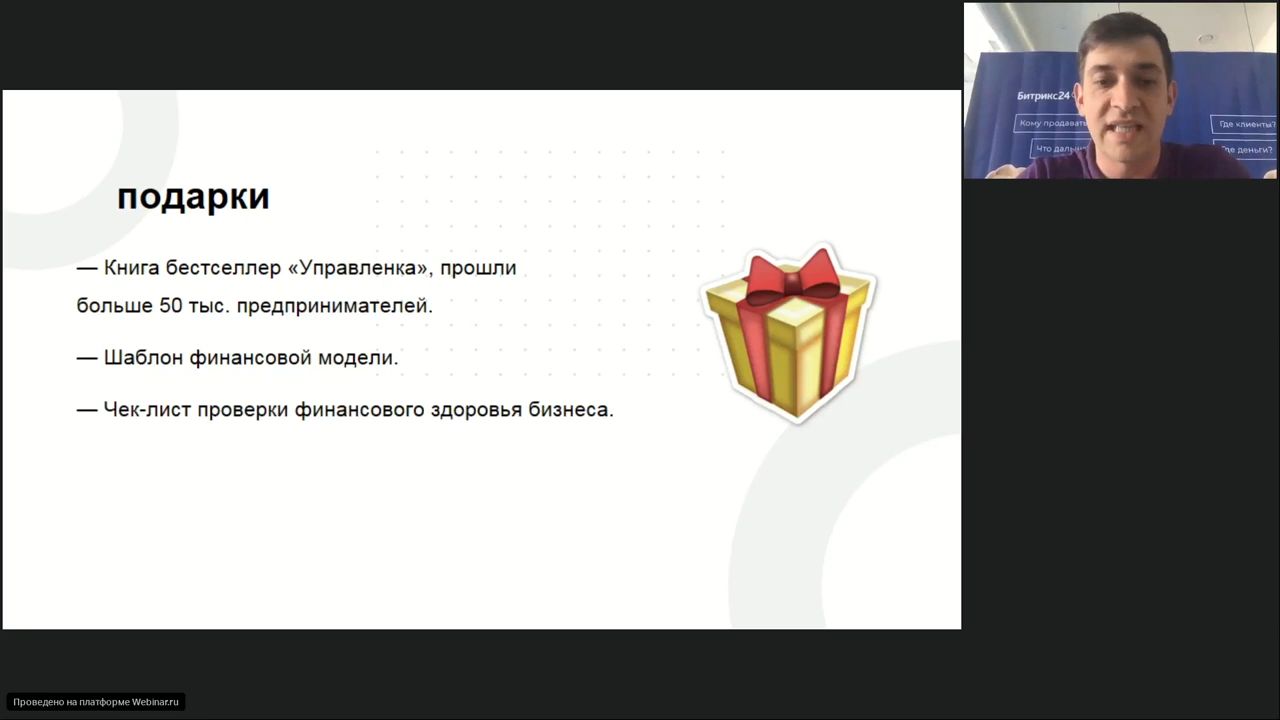 подарки
— Книга бестселлер «Управленка», прошли
больше 50 тыс. предпринимателей.
— Шаблон финансовой модели.
— Чек-лист проверки финансового здоровья бизнеса.
Битрикс24
Кому продавать
Где клиенты?
Что дальше
Где деньги?
Проведено на платформе Webinar.ru